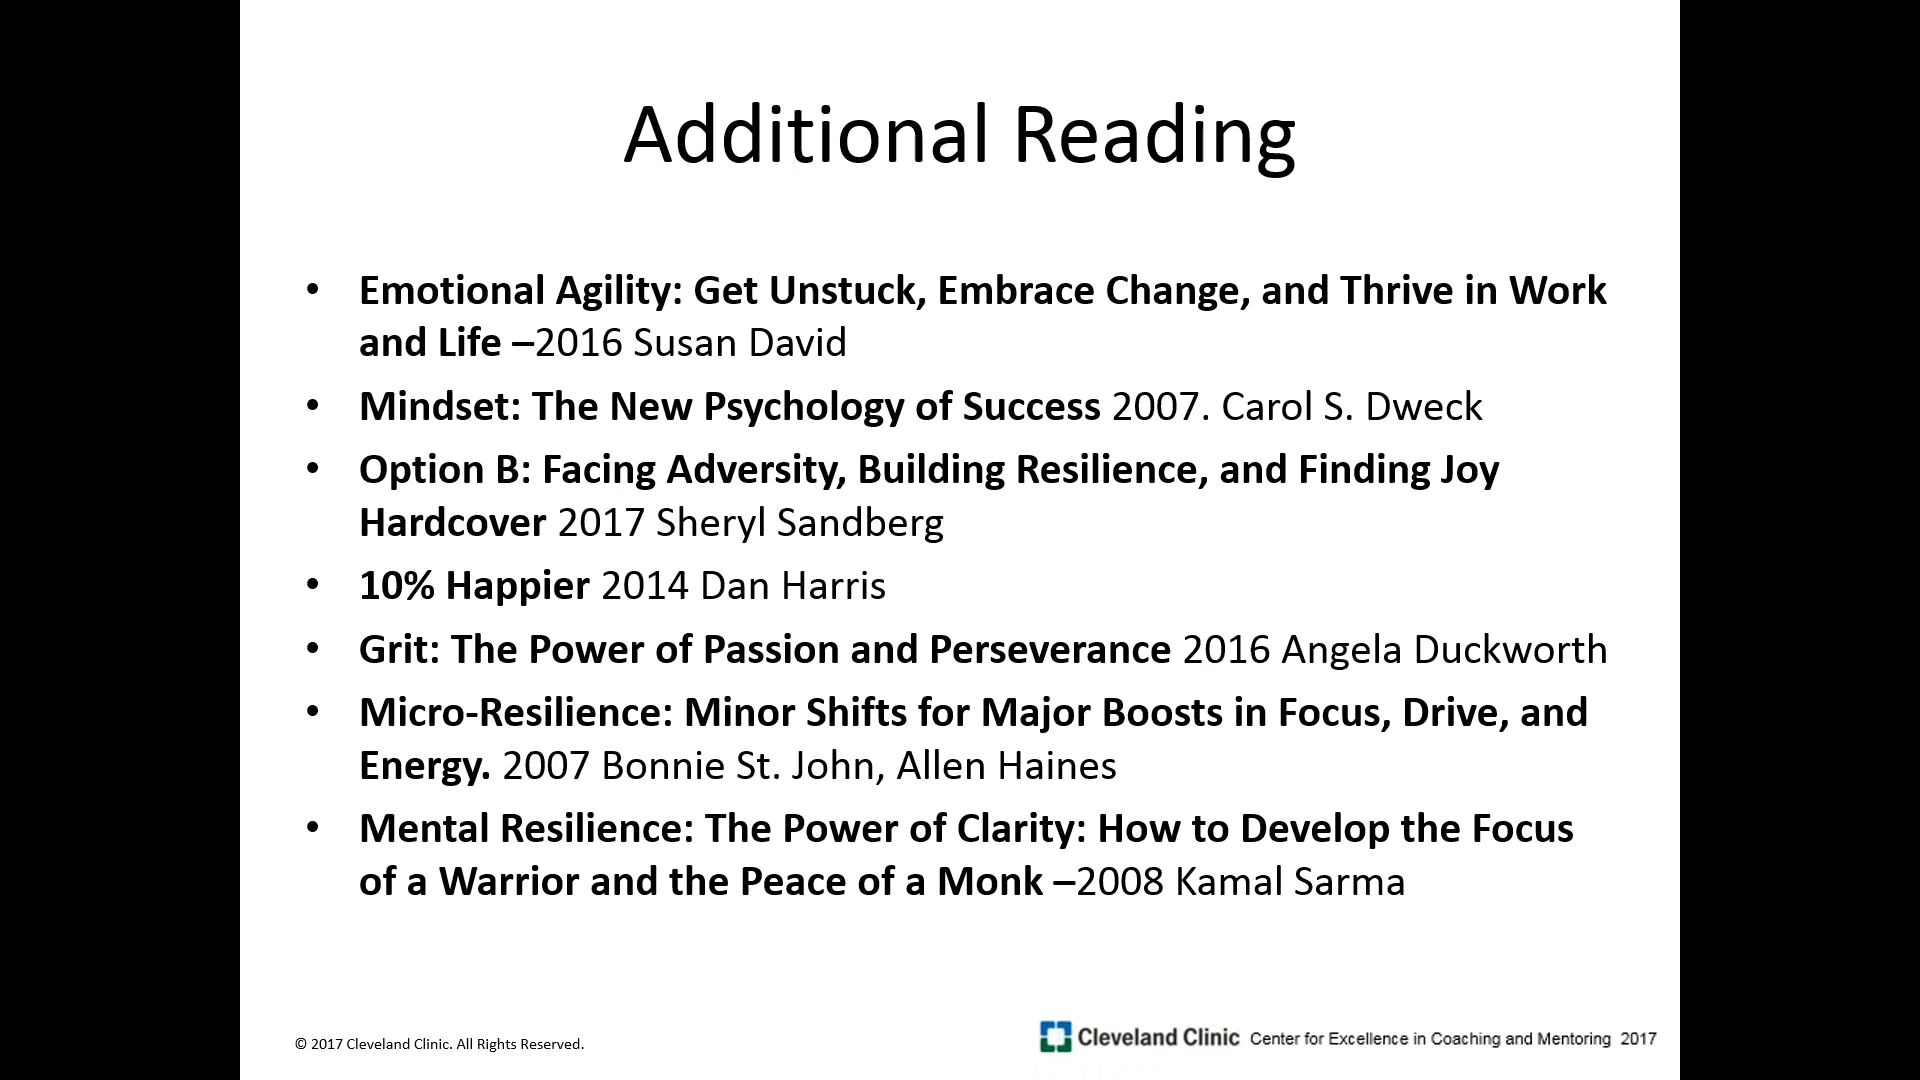 Additional Reading
• Emotional Agility: Get Unstuck, Embrace Change, and Thrive in Work
and Life –2016 Susan David
• Mindset: The New Psychology of Success 2007. Carol S. Dweck
• Option B: Facing Adversity, Building Resilience, and Finding Joy
Hardcover 2017 Sheryl Sandberg
• 10% Happier 2014 Dan Harris
• Grit: The Power of Passion and Perseverance 2016 Angela Duckworth
• Micro-Resilience: Minor Shifts for Major Boosts in Focus, Drive, and
Energy. 2007 Bonnie St. John, Allen Haines
• Mental Resilience: The Power of Clarity: How to Develop the Focus
of a Warrior and the Peace of a Monk –2008 Kamal Sarma
© 2017 Cleveland Clinic. All Rights Reserved.
Cleveland Clinic Center for Excellence in Coaching and Mentoring 2017